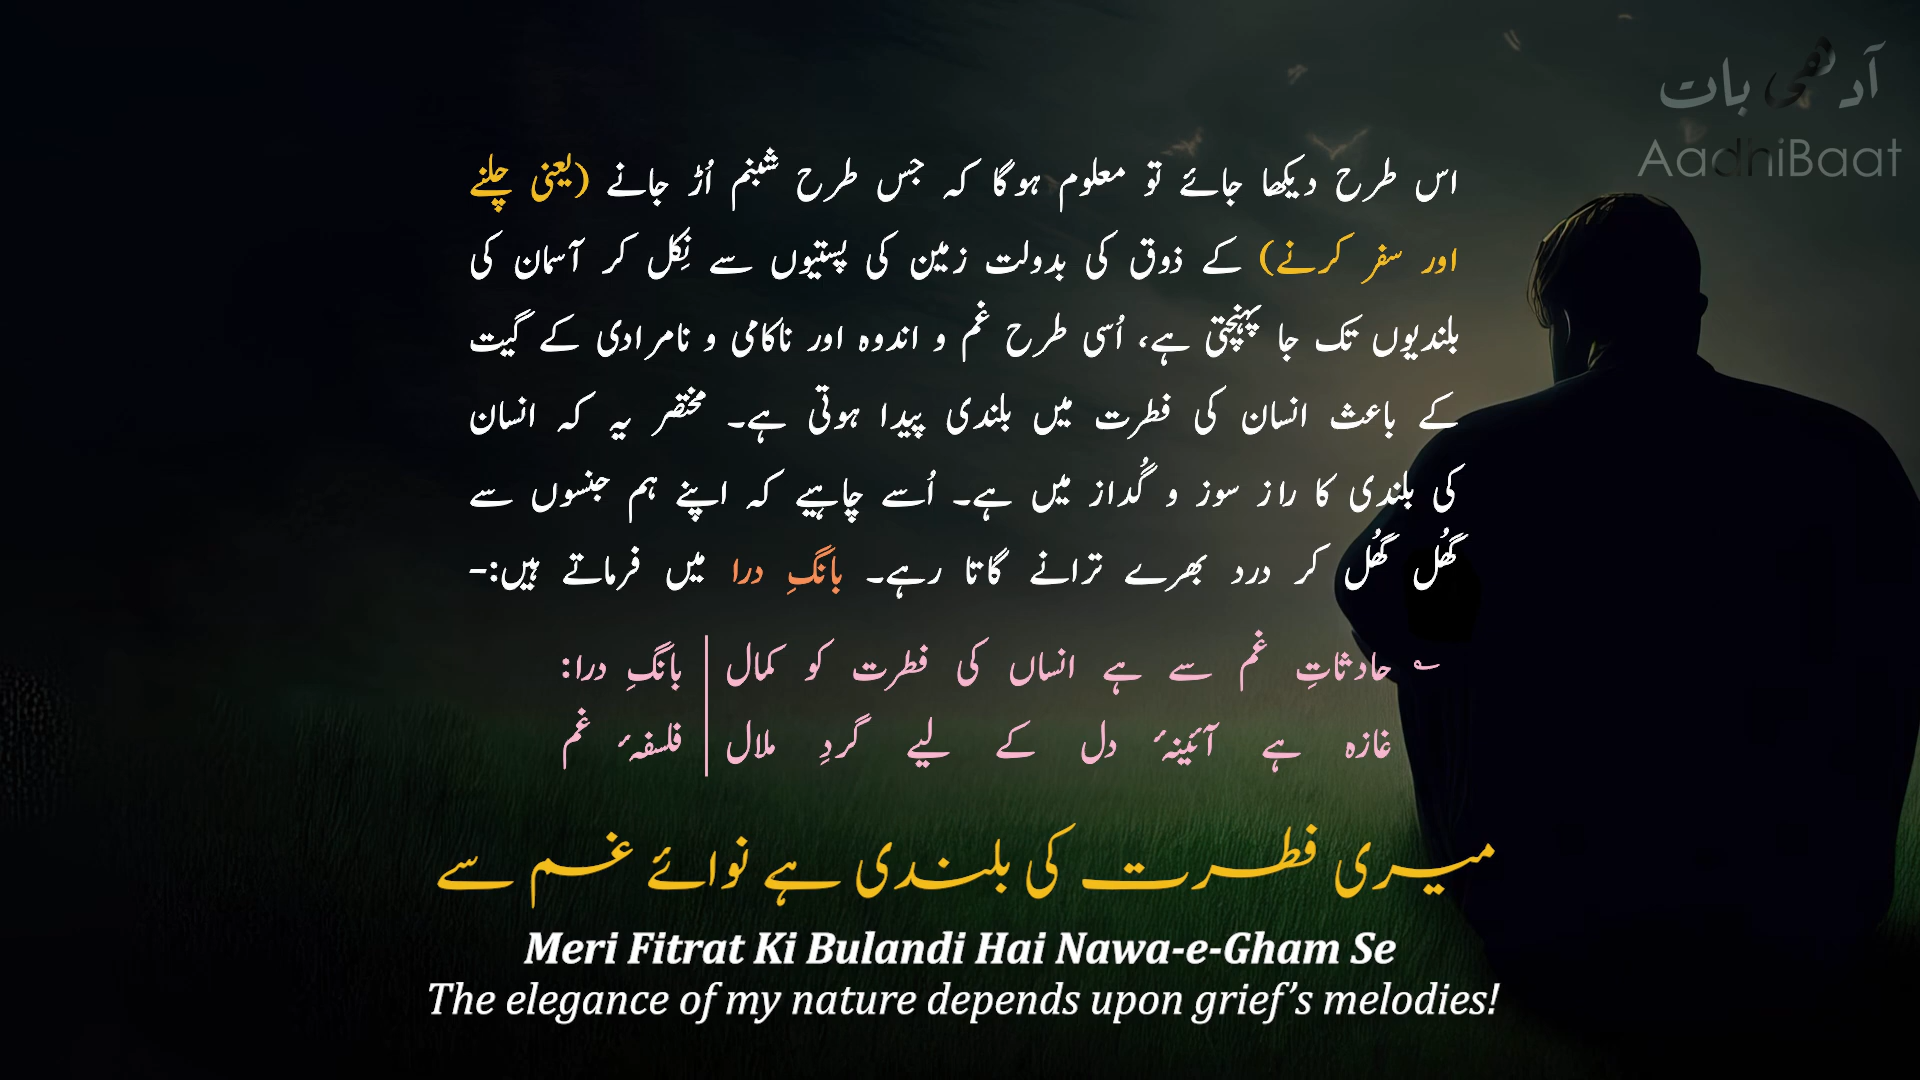 آدھی بات
AadhiBaat
اس طرح دیکھا جائے تو معلوم ہوگا کہ جس طرح شبنم اُڑ جانے (یعنی چلنے
اور سفر کرنے) کے ذوق کی بدولت زمین کی پستیوں سے نِکل کر آسمان کی
بلندیوں تک جا پہنچتی ہے، اُسی طرح غم و اندوہ اور ناکامی و نامرادی کے گیت
کے باعث انسان کی فطرت میں بلندی پیدا ہوتی ہے۔ مختصر یہ کہ انسان
کی بلندی کا راز سوز و گُداز میں ہے۔ اُسے چاہیے کہ اپنے ہم جنسوں سے
گھُل گھُل کر درد بھرے ترانے گاتا رہے۔ بانگِ درا میں فرماتے ہیں:–
؎ حادثاتِ غم سے ہے انساں کی فطرت کو کمال | بانگِ درا:
غازہ ہے آئینۂ دل کے لیے گردِ ملال | فلسفۂ غم
میری فطرت کی بلندی ہے نوائے غم سے
Meri Fitrat Ki Bulandi Hai Nawa-e-Gham Se
The elegance of my nature depends upon grief’s melodies!